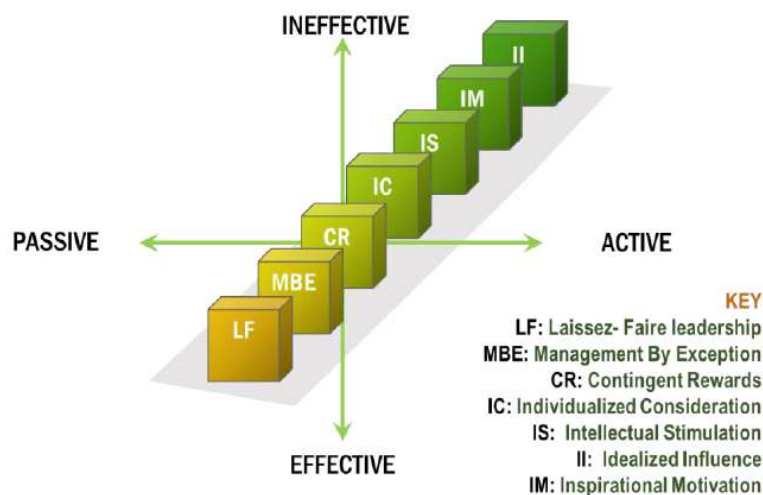 INEFFECTIVE
II
IM
IS
IC
PASSIVE
CR
ACTIVE
MBE
LF
KEY
LF: Laissez- Faire leadership
MBE: Management By Exception
CR: Contingent Rewards
IC: Individualized Consideration
IS: Intellectual Stimulation
II: Idealized Influence
IM: Inspirational Motivation
EFFECTIVE